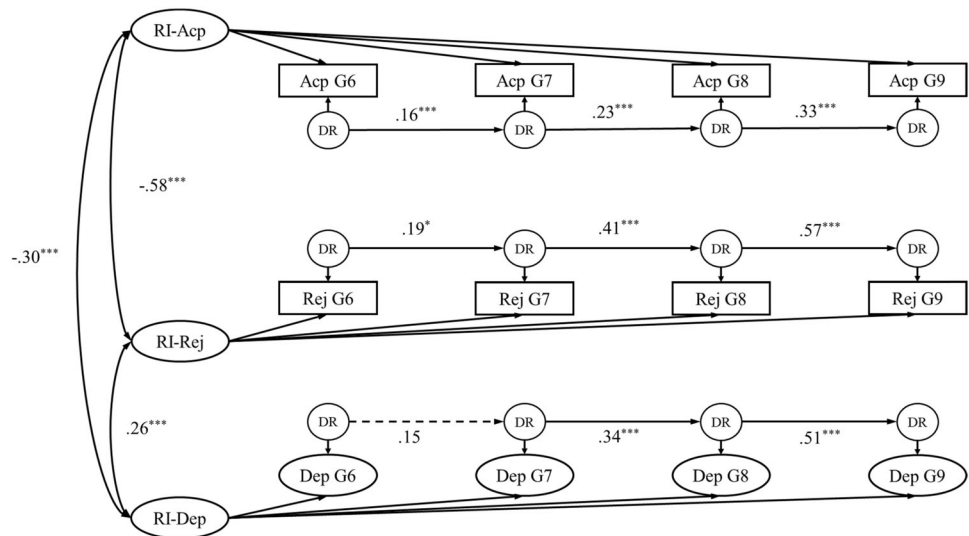 RI-Acp
Acp G6 Acp G7 Acp G8 Acp G9
DR .16*** DR .23*** DR .33*** DR
-.58***
-.30***
DR .19* DR .41*** DR .57*** DR
Rej G6 Rej G7 Rej G8 Rej G9
RI-Rej
.26***
DR .15 DR .34*** DR .51*** DR
Dep G6 Dep G7 Dep G8 Dep G9
RI-Dep